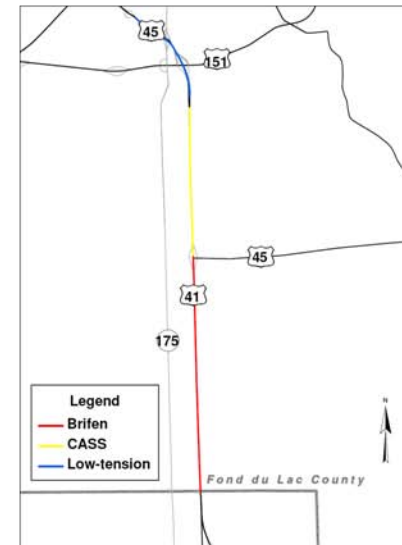 45
151
45
41
175
Legend
Brifen
CASS
Low-tension
N
Fond du Lac County